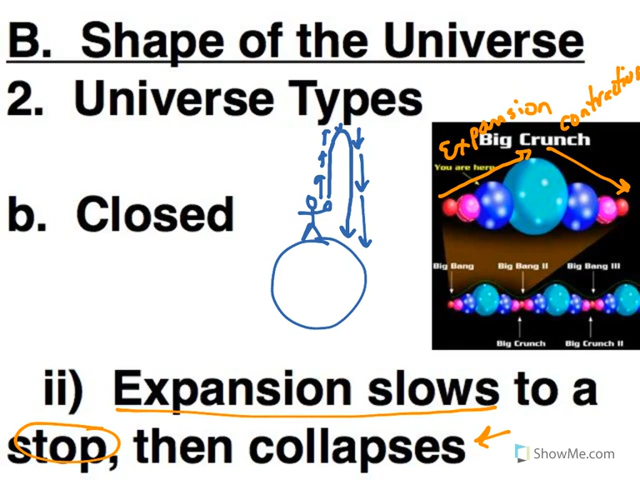 B. Shape of the Universe
2. Universe Types
Expansion
contraction
Big Crunch
You are here
b. Closed
Big Bang
Big Bang II
Big Bang III
Big Crunch
Big Crunch II
ii) Expansion slows to a
stop, then collapses
ShowMe.com